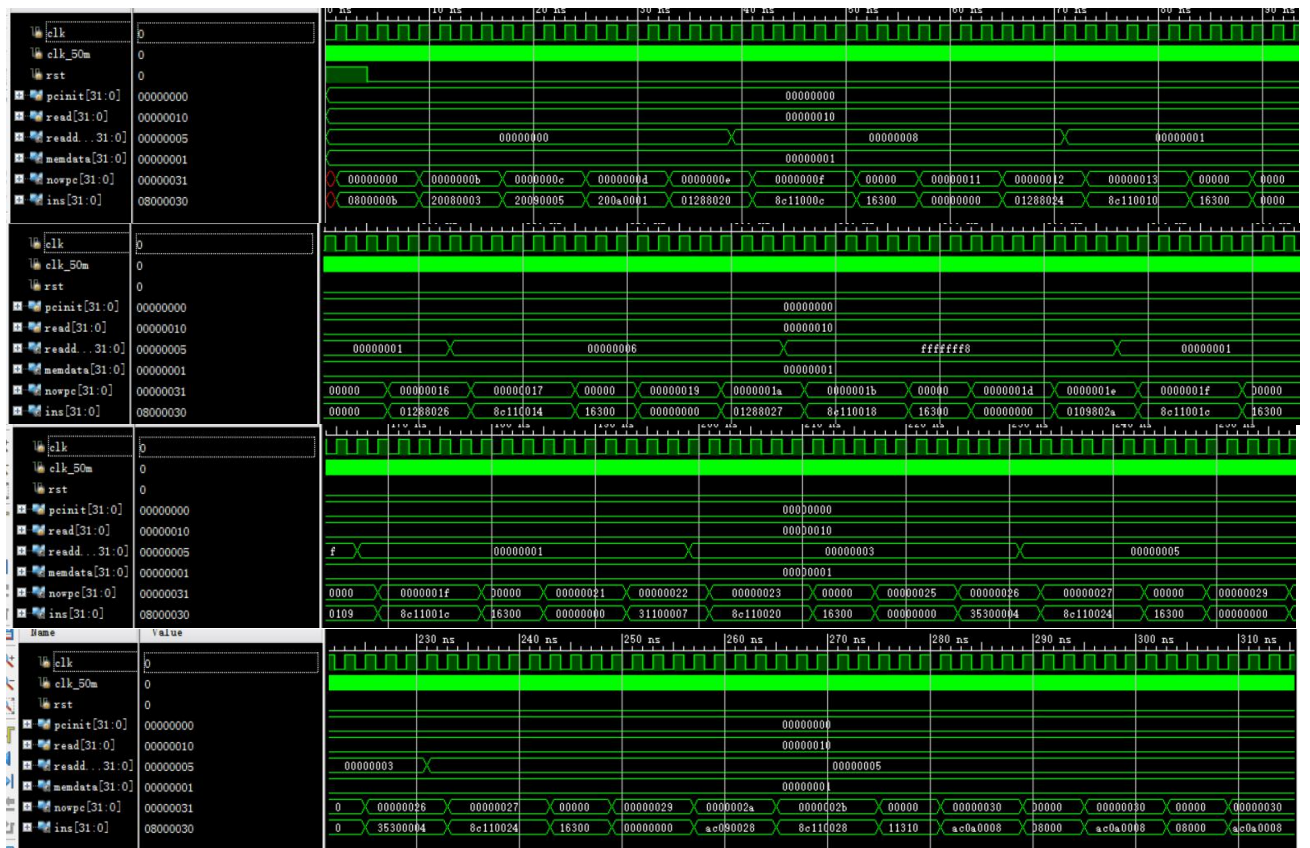 0 ns 10 ns 20 ns 30 ns 40 ns 50 ns 60 ns 70 ns 80 ns 90 ns
clk 0
clk_50m 0
rst 0
pcinit[31:0] 00000000 00000000
read[31:0] 00000010 00000010
readd...31:0] 00000005 00000000 00000008 00000001
memdata[31:0] 00000001 00000001
nowpc[31:0] 00000031 00000000 0000000b 0000000c 0000000d 0000000e 0000000f 00000 00000011 00000012 00000013 00000 0000
ins[31:0] 08000030 0800000b 20080003 20090005 200a0001 01288020 8c11000c 16300 00000000 01288024 8c110010 16300 0000
clk 0
clk_50m 0
rst 0
pcinit[31:0] 00000000 00000000
read[31:0] 00000010 00000010
readd...31:0] 00000005 00000001 00000006 fffffff8 00000001
memdata[31:0] 00000001 00000001
nowpc[31:0] 00000031 00000 00000016 00000017 00000 00000019 0000001a 0000001b 00000 0000001d 0000001e 0000001f 00000
ins[31:0] 08000030 00000 01288026 8c110014 16300 00000000 01288027 8c110018 16300 00000000 0109802a 8c11001c 16300
clk 0
clk_50m 0
rst 0
pcinit[31:0] 00000000 00000000
read[31:0] 00000010 00000010
readd...31:0] 00000005 f 00000001 00000003 00000005
memdata[31:0] 00000001 00000001
nowpc[31:0] 00000031 0000 0000001f 00000 00000021 00000022 00000023 00000 00000025 00000026 00000027 00000 00000029
ins[31:0] 08000030 0109 8c11001c 16300 00000000 31100007 8c110020 16300 00000000 35300004 8c110024 16300 00000000
Name Value 230 ns 240 ns 250 ns 260 ns 270 ns 280 ns 290 ns 300 ns 310 ns
clk 0
clk_50m 0
rst 0
pcinit[31:0] 00000000 00000000
read[31:0] 00000010 00000010
readd...31:0] 00000005 00000003 00000005
memdata[31:0] 00000001 00000001
nowpc[31:0] 00000031 0 00000026 00000027 00000 00000029 0000002a 0000002b 00000 00000030 00000 00000030 00000 00000030
ins[31:0] 08000030 0 35300004 8c110024 16300 00000000 ac090028 8c110028 11310 ac0a0008 08000 ac0a0008 08000 ac0a0008